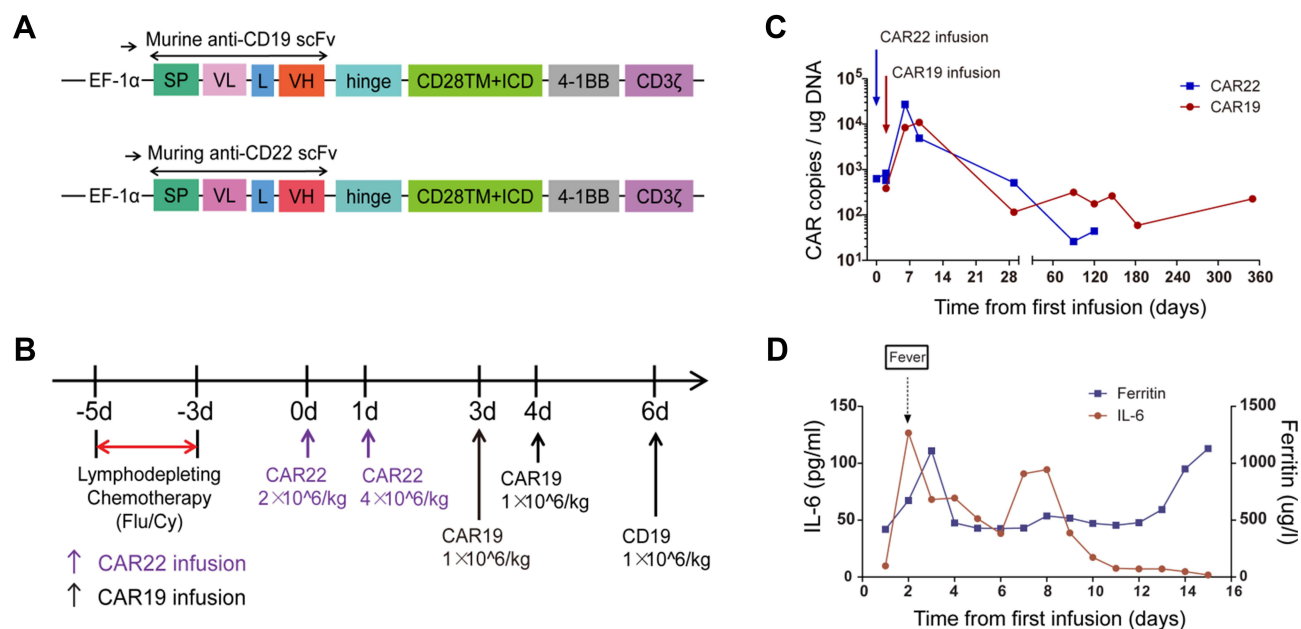 A
Murine anti-CD19 scFv
EF-1α SP VL L VH hinge CD28TM+ICD 4-1BB CD3ζ
Muring anti-CD22 scFv
EF-1α SP VL L VH hinge CD28TM+ICD 4-1BB CD3ζ
B
-5d -3d 0d 1d 3d 4d 6d
Lymphodepleting
Chemotherapy
(Flu/Cy)
CAR22
2×10^6/kg
CAR22
4×10^6/kg
CAR19
1×10^6/kg
CAR19
1×10^6/kg
CD19
1×10^6/kg
↑ CAR22 infusion
↑ CAR19 infusion
C
CAR22 infusion
CAR19 infusion
CAR22
CAR19
CAR copies / ug DNA
10^5
10^4
10^3
10^2
10^1
0 7 14 21 28 60 120 180 240 300 360
Time from first infusion (days)
D
Fever
Ferritin
IL-6
IL-6 (pg/ml)
150
100
50
0
1500
1000
500
0
Ferritin (ug/l)
0 2 4 6 8 10 12 14 16
Time from first infusion (days)